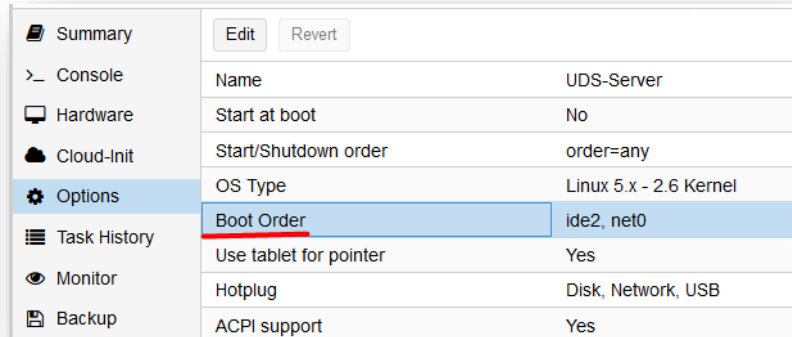 Summary
Console
Hardware
Cloud-Init
Options
Task History
Monitor
Backup
Edit Revert
Name UDS-Server
Start at boot No
Start/Shutdown order order=any
OS Type Linux 5.x - 2.6 Kernel
Boot Order ide2, net0
Use tablet for pointer Yes
Hotplug Disk, Network, USB
ACPI support Yes